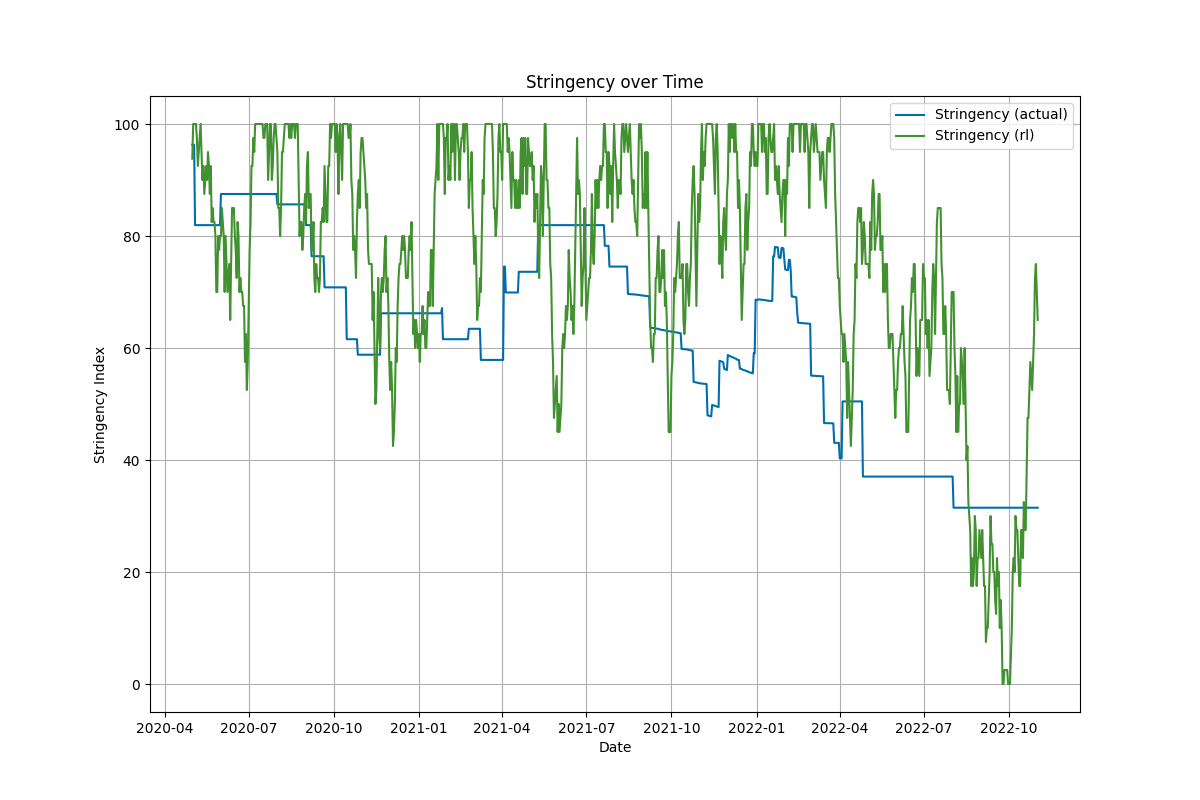 Stringency over Time
Stringency (actual)
Stringency (rl)
Stringency Index
100
80
60
40
20
0
2020-04 2020-07 2020-10 2021-01 2021-04 2021-07 2021-10 2022-01 2022-04 2022-07 2022-10
Date